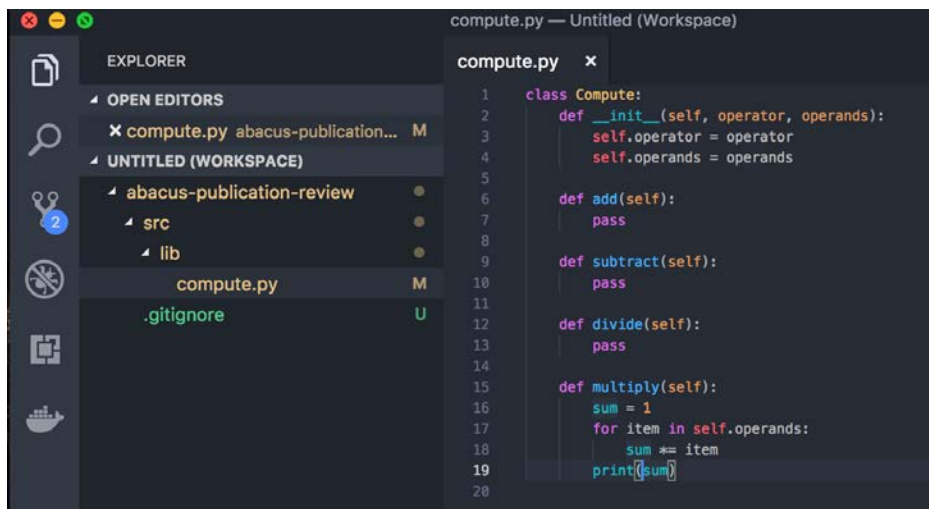 compute.py — Untitled (Workspace)
EXPLORER
OPEN EDITORS
× compute.py abacus-publication... M
UNTITLED (WORKSPACE)
abacus-publication-review
src
lib
compute.py M
.gitignore U
2
compute.py ×
1 class Compute:
2     def __init__(self, operator, operands):
3         self.operator = operator
4         self.operands = operands
5
6     def add(self):
7         pass
8
9     def subtract(self):
10         pass
11
12     def divide(self):
13         pass
14
15     def multiply(self):
16         sum = 1
17         for item in self.operands:
18             sum *= item
19         print(sum)
20